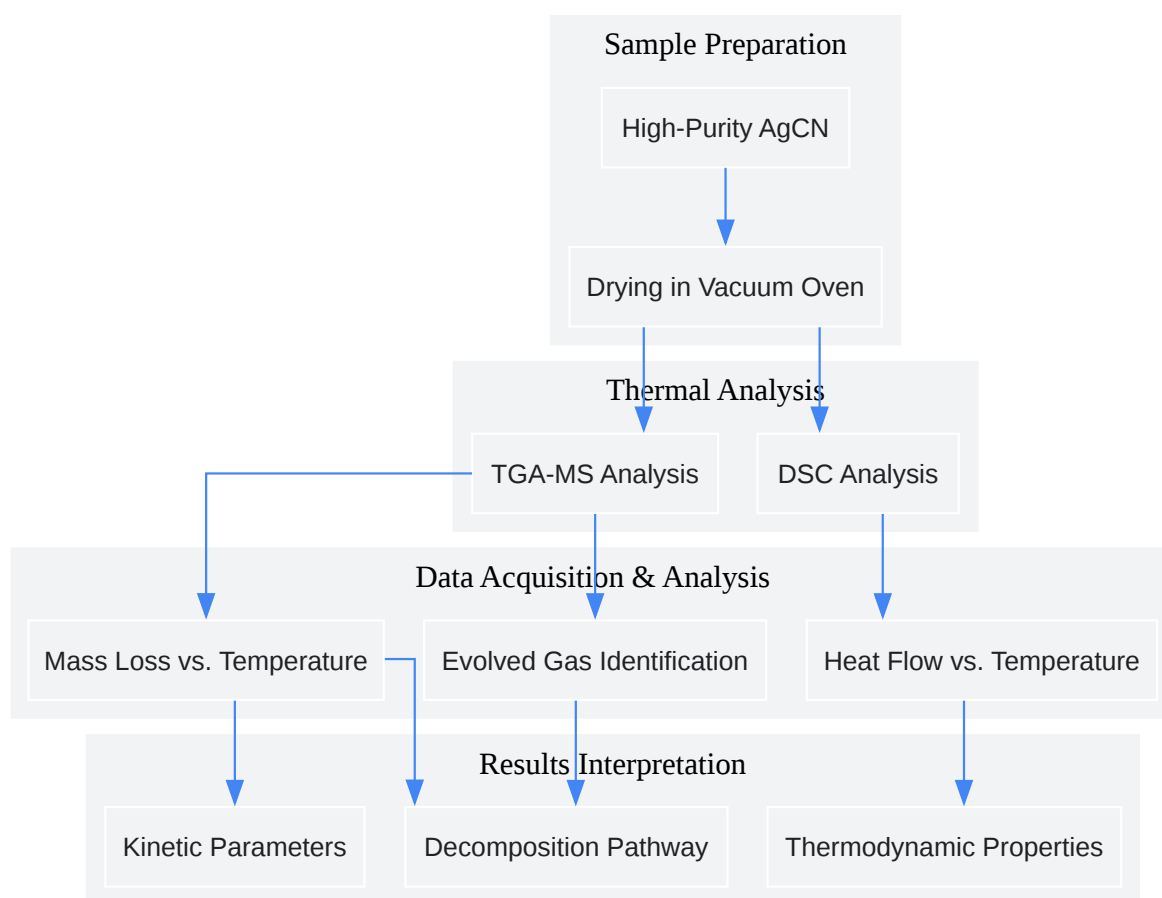 Sample Preparation
High-Purity AgCN
Drying in Vacuum Oven
Thermal Analysis
TGA-MS Analysis
DSC Analysis
Data Acquisition & Analysis
Mass Loss vs. Temperature
Evolved Gas Identification
Heat Flow vs. Temperature
Results Interpretation
Kinetic Parameters
Decomposition Pathway
Thermodynamic Properties